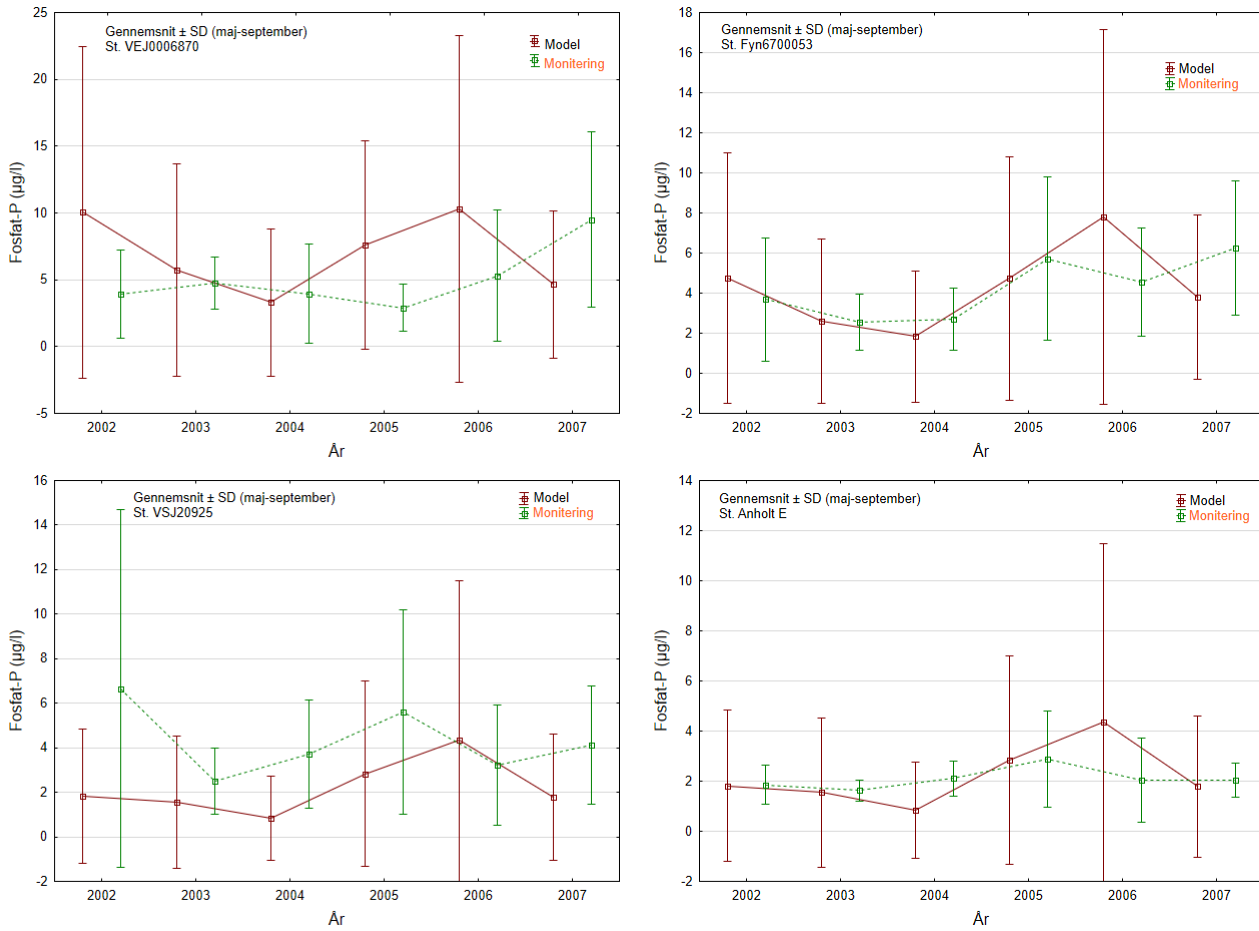 Gennemsnit ± SD (maj-september)
St. VEJ0006870
Model
Monitering
Fosfat-P (µg/l)
25
20
15
10
5
0
-5
2002 2003 2004 2005 2006 2007
År
Gennemsnit ± SD (maj-september)
St. Fyn6700053
Model
Monitering
Fosfat-P (µg/l)
18
16
14
12
10
8
6
4
2
0
-2
2002 2003 2004 2005 2006 2007
År
Gennemsnit ± SD (maj-september)
St. VSJ20925
Model
Monitering
Fosfat-P (µg/l)
16
14
12
10
8
6
4
2
0
-2
2002 2003 2004 2005 2006 2007
År
Gennemsnit ± SD (maj-september)
St. Anholt E
Model
Monitering
Fosfat-P (µg/l)
14
12
10
8
6
4
2
0
-2
2002 2003 2004 2005 2006 2007
År